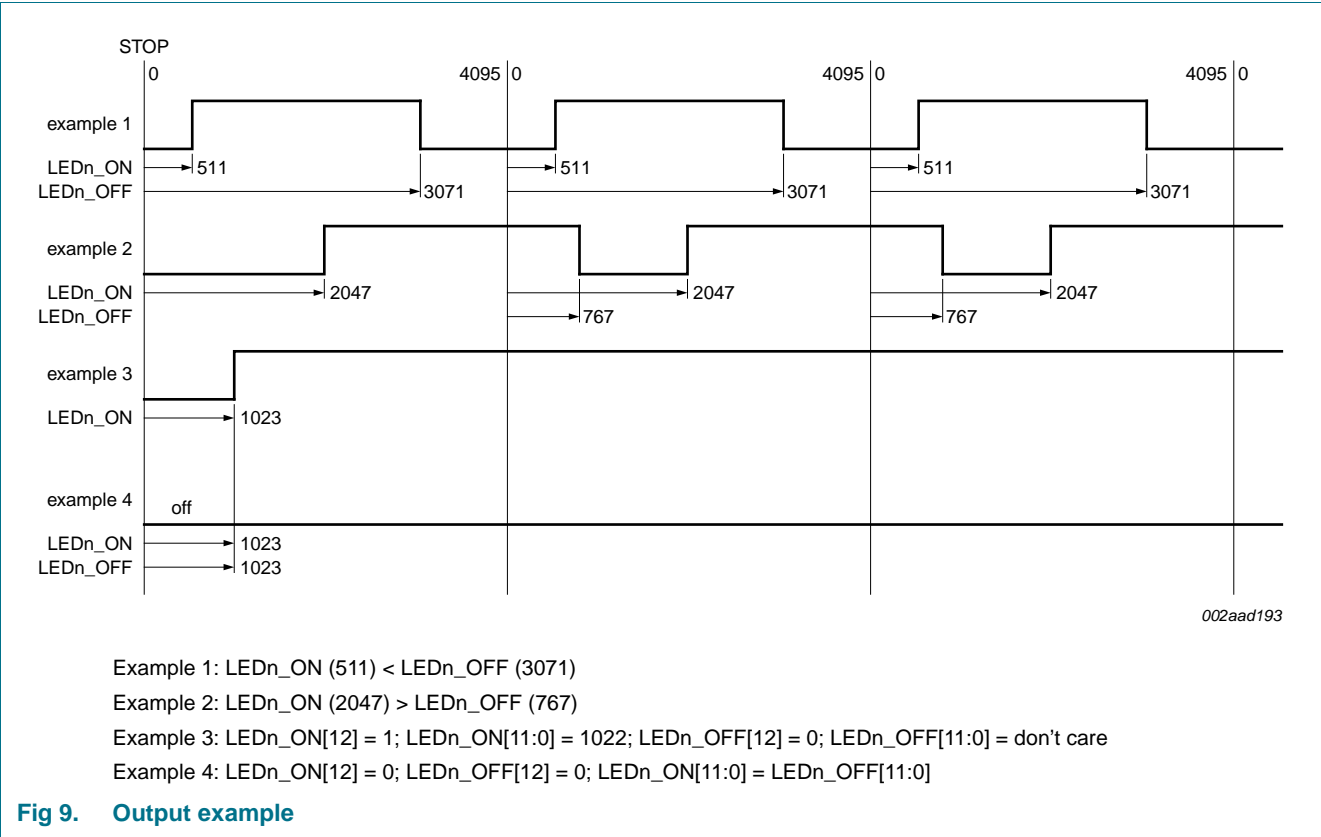 STOP
0 4095 0 4095 0 4095 0
example 1
LEDn_ON 511 511 511
LEDn_OFF 3071 3071 3071
example 2
LEDn_ON 2047 2047 2047
LEDn_OFF 767 767
example 3
LEDn_ON 1023
example 4 off
LEDn_ON 1023
LEDn_OFF 1023
002aad193
Example 1: LEDn_ON (511) < LEDn_OFF (3071)
Example 2: LEDn_ON (2047) > LEDn_OFF (767)
Example 3: LEDn_ON[12] = 1; LEDn_ON[11:0] = 1022; LEDn_OFF[12] = 0; LEDn_OFF[11:0] = don’t care
Example 4: LEDn_ON[12] = 0; LEDn_OFF[12] = 0; LEDn_ON[11:0] = LEDn_OFF[11:0]
Fig 9. Output example